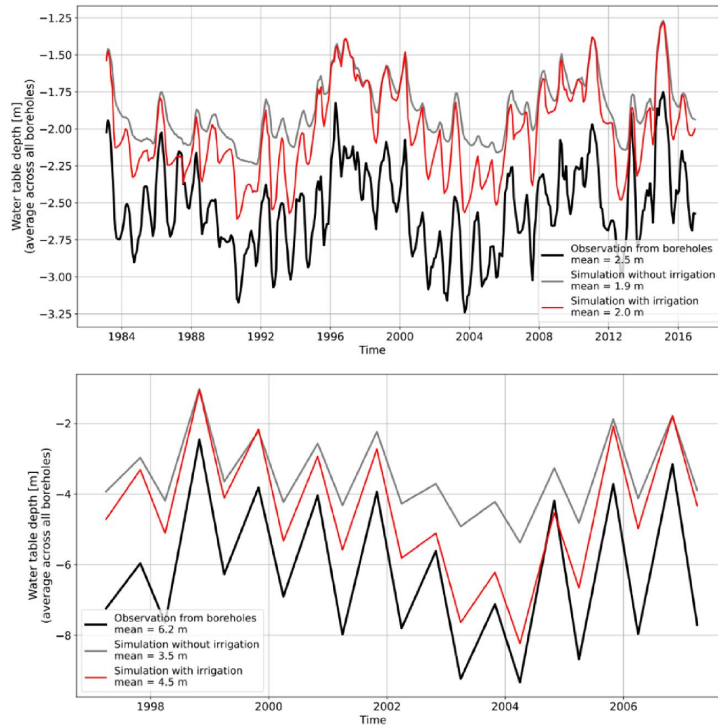 −1.25
−1.50
−1.75
−2.00
−2.25
−2.50
−2.75
−3.00
−3.25
Water table depth [m]
(average across all boreholes)
Observation from boreholes
mean = 2.5 m
Simulation without irrigation
mean = 1.9 m
Simulation with irrigation
mean = 2.0 m
1984 1988 1992 1996 2000 2004 2008 2012 2016
Time
−2
−4
−6
−8
Water table depth [m]
(average across all boreholes)
Observation from boreholes
mean = 6.2 m
Simulation without irrigation
mean = 3.5 m
Simulation with irrigation
mean = 4.5 m
1998 2000 2002 2004 2006
Time